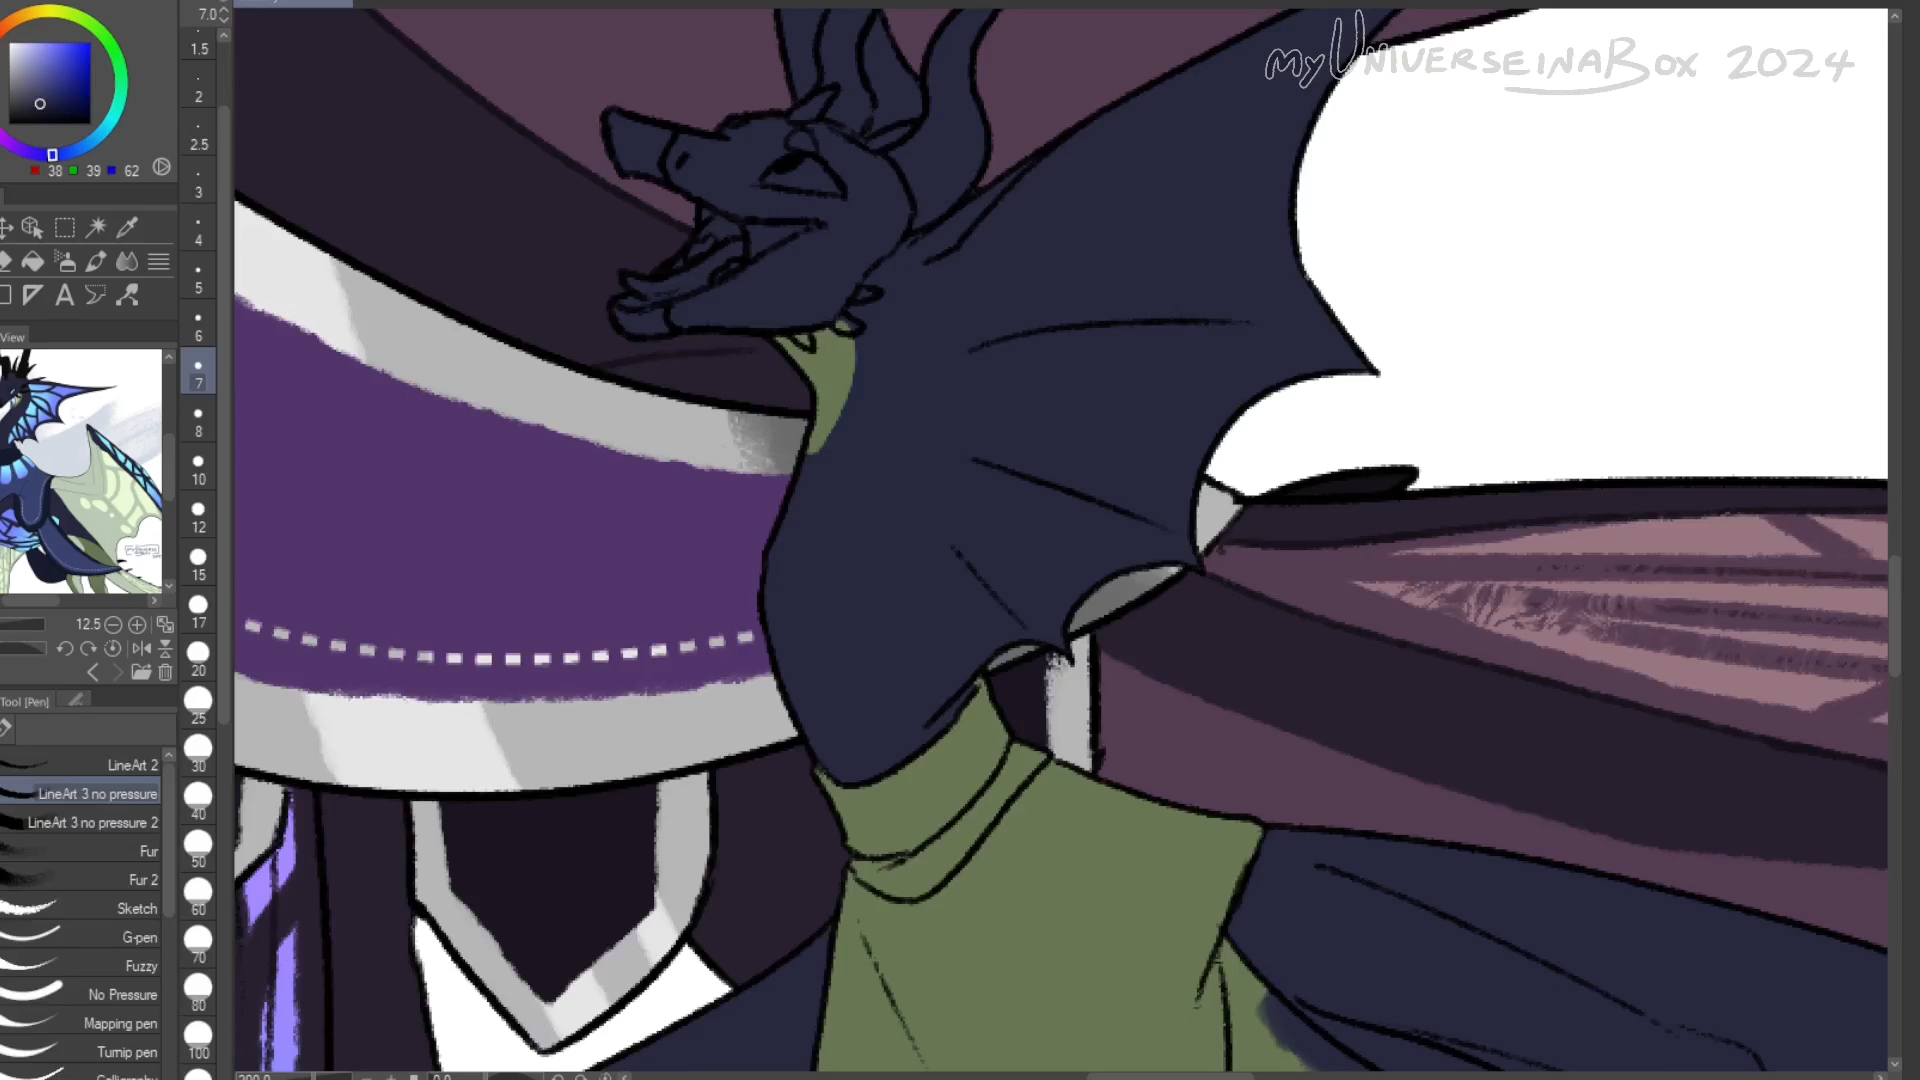 7.0
1.5
2
2.5
3
4
5
6
7
8
10
12
15
17
20
25
30
40
50
60
70
80
100
myUniverseinaBox 2024
38 39 62
View
12.5
Tool [Pen]
LineArt 2
LineArt 3 no pressure
LineArt 3 no pressure 2
Fur
Fur 2
Sketch
G-pen
Fuzzy
No Pressure
Mapping pen
Turnip pen